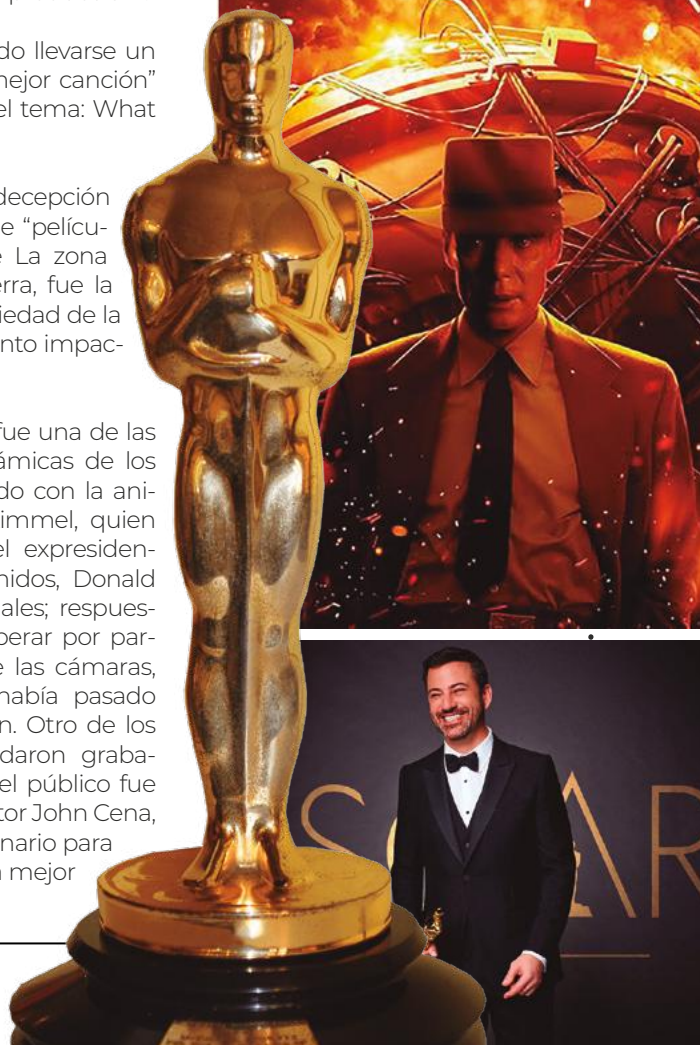 do llevarse un
mejor canción”
el tema: What
decepción
e “pelícu-
e La zona
erra, fue la
iedad de la
nto impac-
fue una de las
ámicas de los
do con la ani-
immel, quien
el expresiden-
nidos, Donald
ales; respues-
perar por par-
e las cámaras,
había pasado
n. Otro de los
daron graba-
el público fue
tor John Cena,
nario para
a mejor
S AR